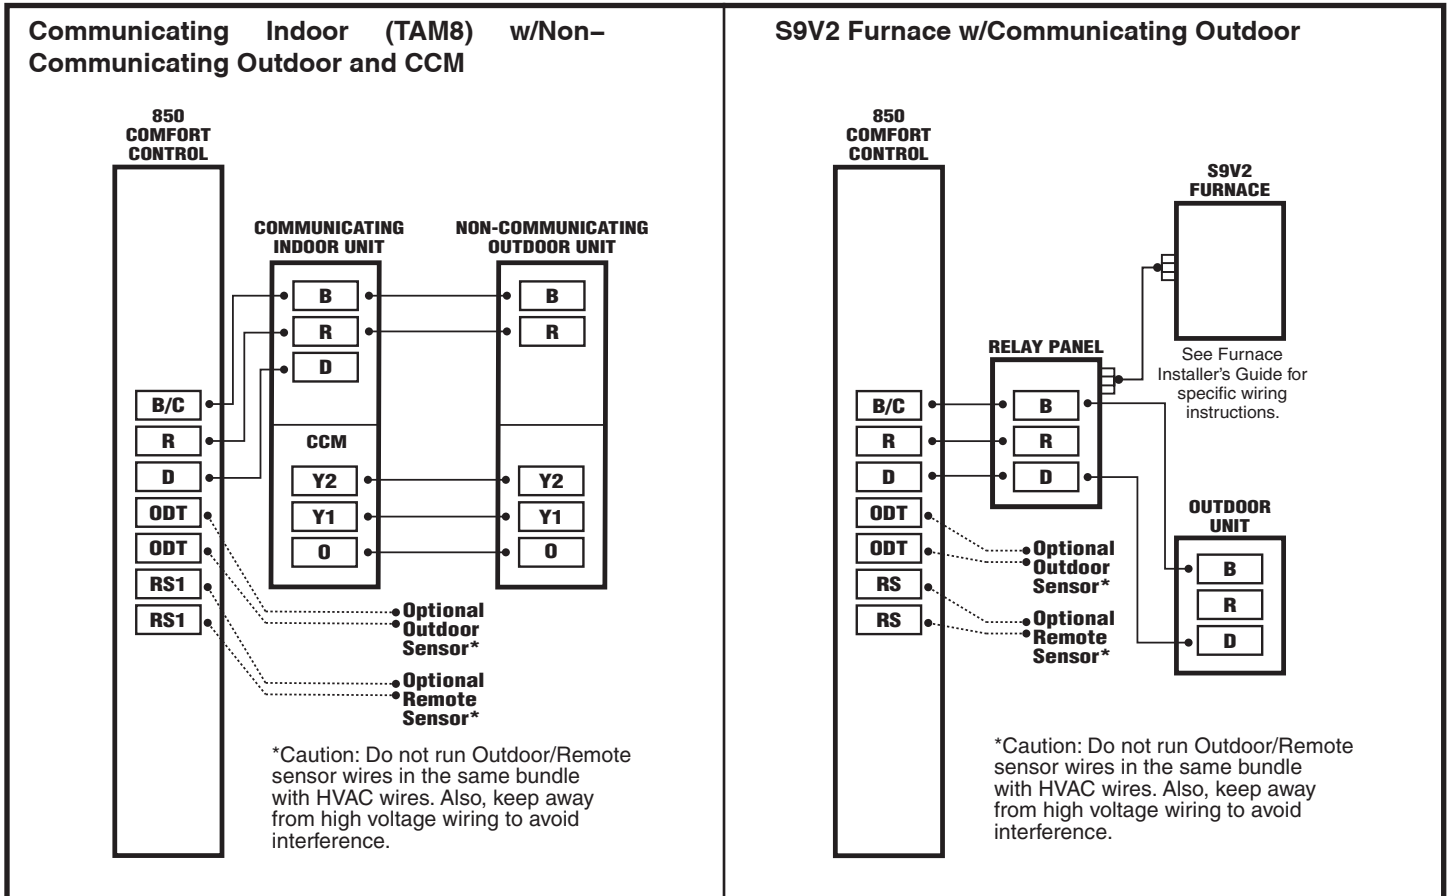 Communicating Indoor (TAM8) w/Non–
Communicating Outdoor and CCM
850
COMFORT
CONTROL
COMMUNICATING
INDOOR UNIT
NON-COMMUNICATING
OUTDOOR UNIT
B
B
R
R
D
B/C
R
D
ODT
ODT
RS1
RS1
CCM
Y2
Y2
Y1
Y1
O
O
Optional
Outdoor
Sensor*
Optional
Remote
Sensor*
*Caution: Do not run Outdoor/Remote
sensor wires in the same bundle
with HVAC wires. Also, keep away
from high voltage wiring to avoid
interference.
S9V2 Furnace w/Communicating Outdoor
850
COMFORT
CONTROL
S9V2
FURNACE
See Furnace
Installer’s Guide for
specific wiring
instructions.
RELAY PANEL
B/C
B
R
R
D
D
ODT
ODT
RS
RS
OUTDOOR
UNIT
B
R
D
Optional
Outdoor
Sensor*
Optional
Remote
Sensor*
*Caution: Do not run Outdoor/Remote
sensor wires in the same bundle
with HVAC wires. Also, keep away
from high voltage wiring to avoid
interference.